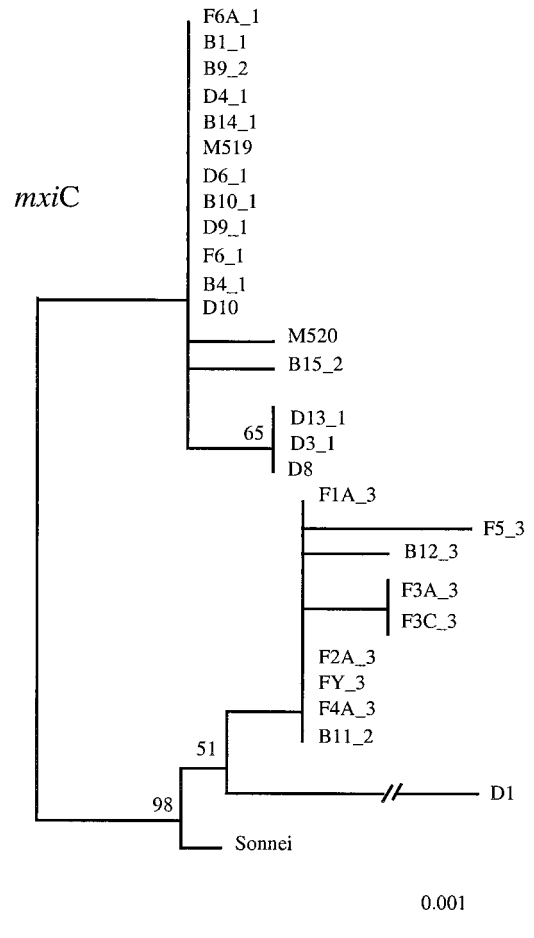 F6A_1
B1_1
B9_2
D4_1
B14_1
M519
D6_1
mxiC
B10_1
D9_1
F6_1
B4_1
D10
M520
B15_2
D13_1
65
D3_1
D8
F1A_3
F5_3
B12_3
F3A_3
F3C_3
F2A_3
FY_3
F4A_3
B11_2
51
D1
98
Sonnei
0.001